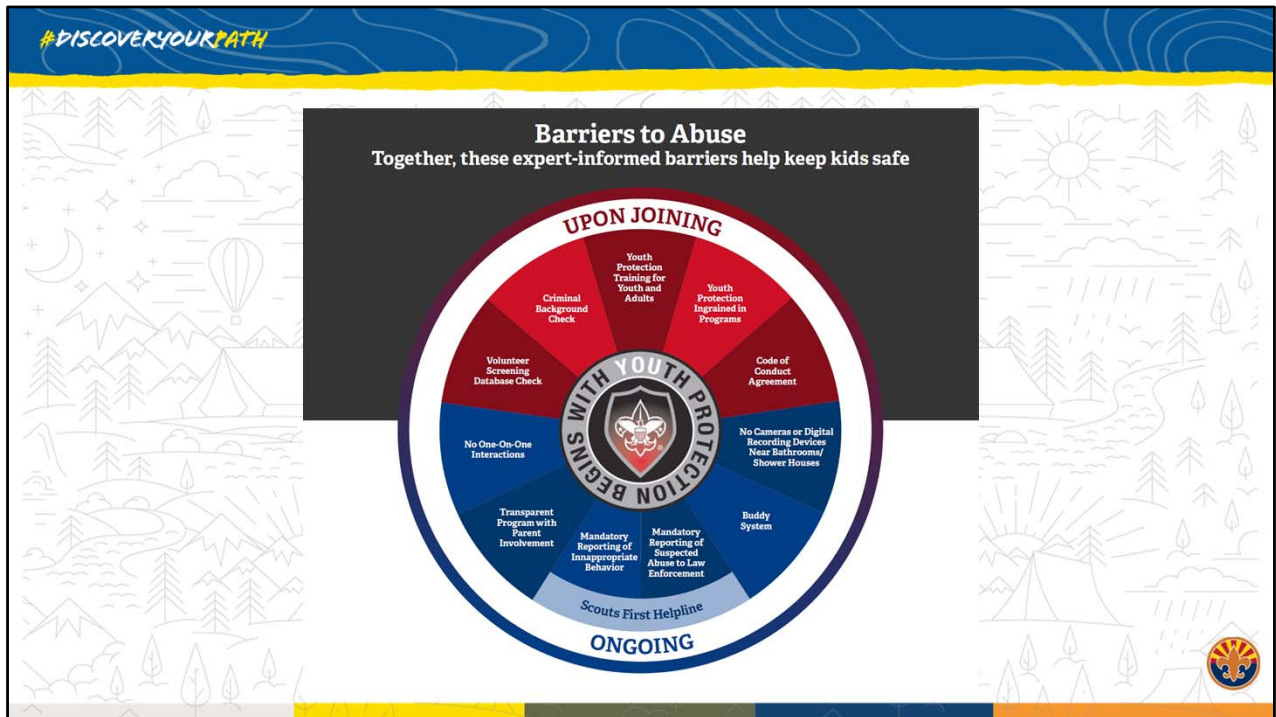 #DISCOVERYOURPATH
Barriers to Abuse
Together, these expert-informed barriers help keep kids safe
UPON JOINING
Youth
Protection
Training for
Youth and
Adults
Criminal
Background
Check
Youth
Protection
Ingrained in
Programs
Volunteer
Screening
Database Check
Code of
Conduct
Agreement
No One-On-One
Interactions
No Cameras or Digital
Recording Devices
Near Bathrooms/
Shower Houses
Transparent
Program with
Parent
Involvement
Mandatory
Reporting of
Innappropriate
Behavior
Mandatory
Reporting of
Suspected
Abuse to Law
Enforcement
Buddy
System
BEGINS WITH YOUTH PROTECTION
®
Scouts First Helpline
ONGOING